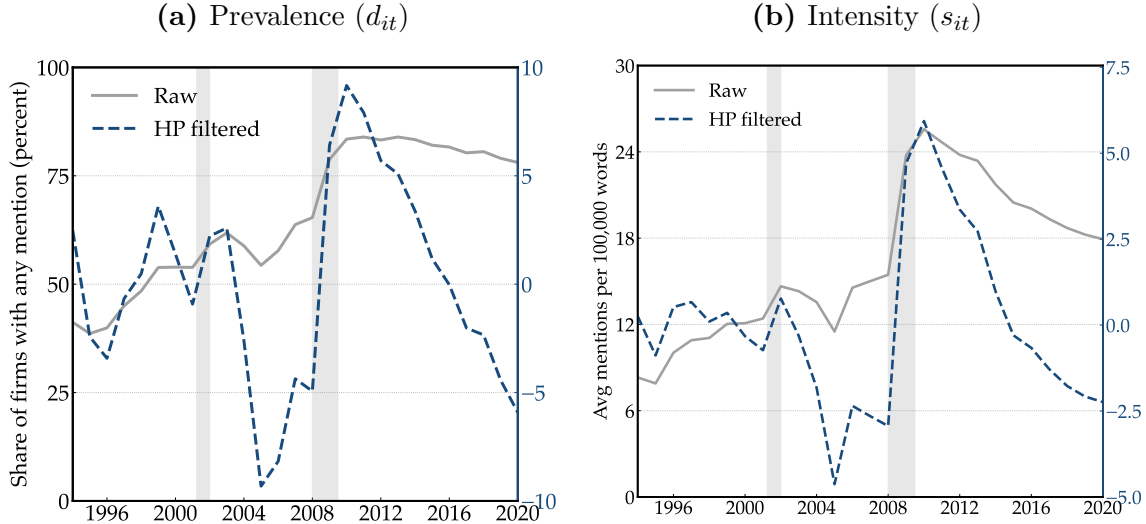 (a) Prevalence (d_it)
Share of firms with any mention (percent)
100
75
50
25
0
10
5
0
−5
−10
Raw
HP filtered
1996 2000 2004 2008 2012 2016 2020
(b) Intensity (s_it)
Avg mentions per 100,000 words
30
24
18
12
6
0
7.5
5.0
2.5
0.0
−2.5
−5.0
Raw
HP filtered
1996 2000 2004 2008 2012 2016 2020